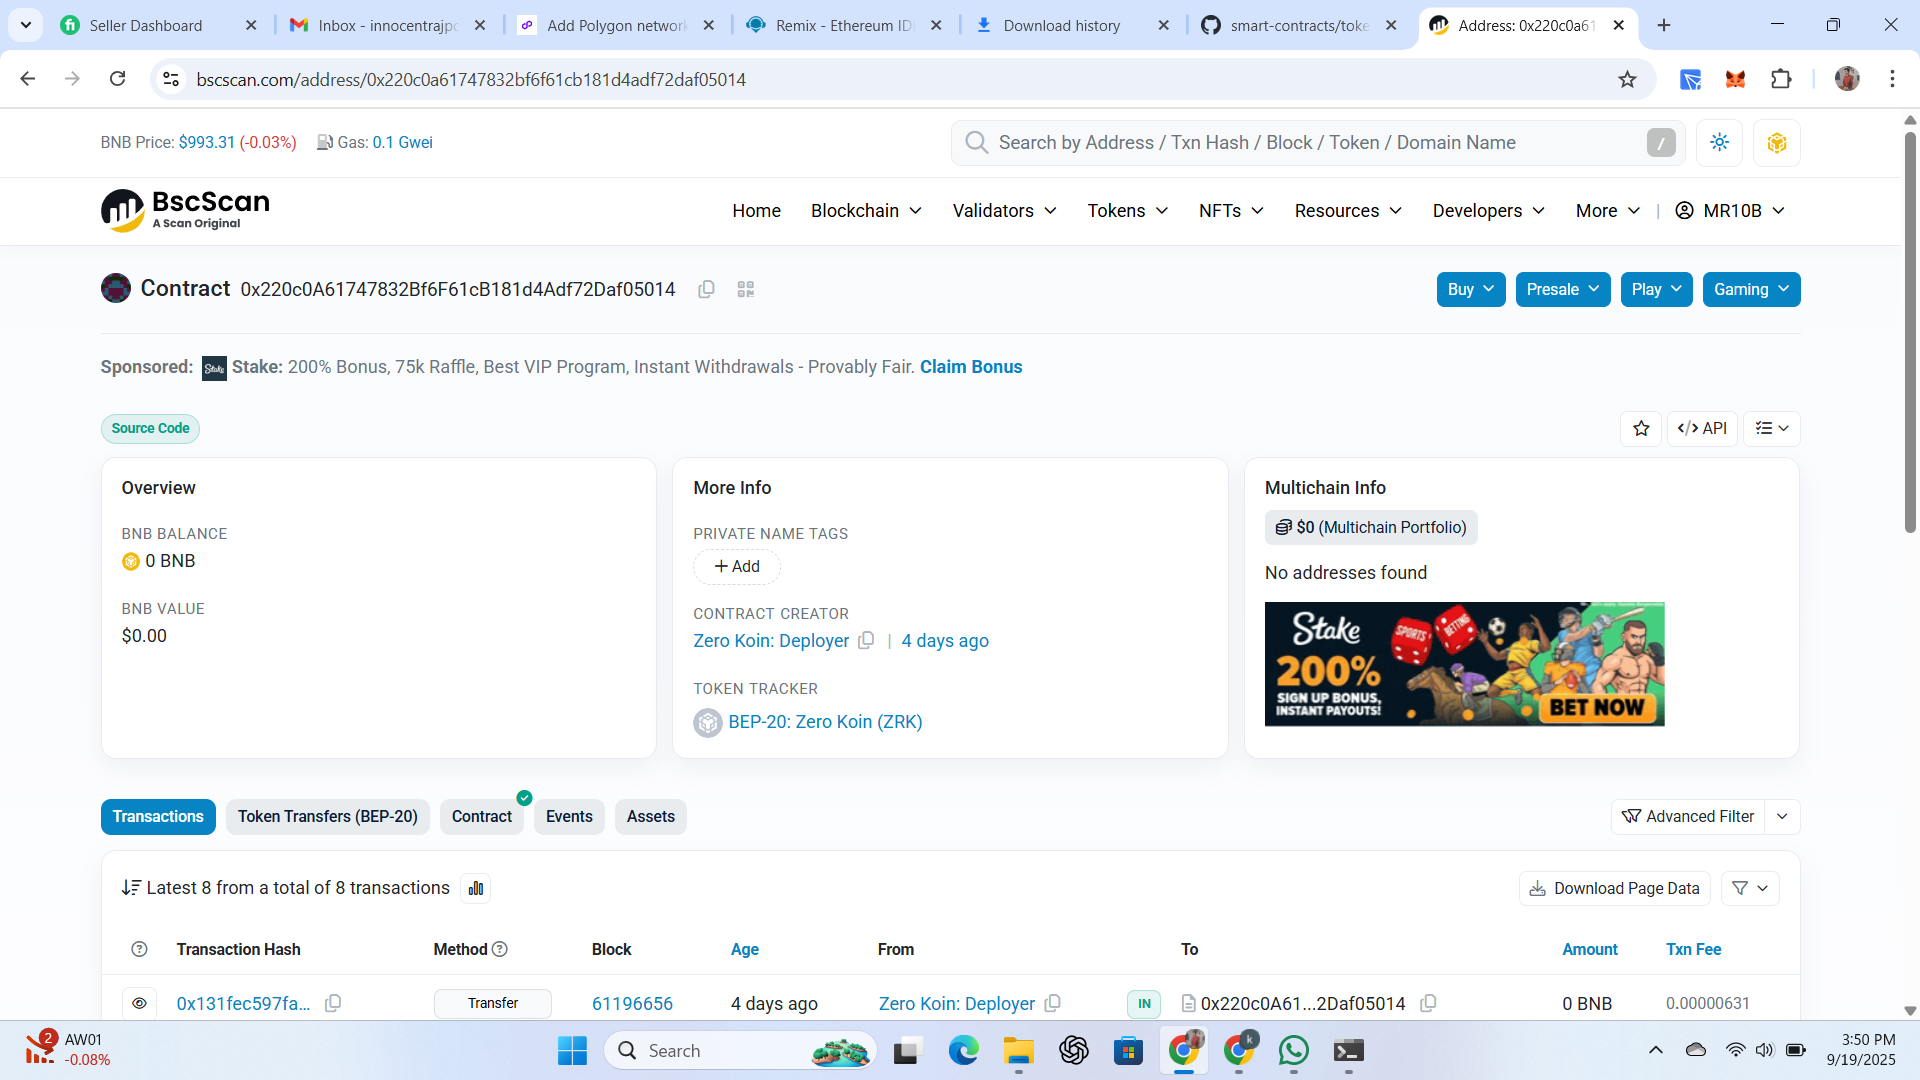 Seller Dashboard
Inbox - innocentrajpo
Add Polygon network
Remix - Ethereum ID
Download history
smart-contracts/toke
Address: 0x220c0a61
bscscan.com/address/0x220c0a61747832bf6f61cb181d4adf72daf05014
BNB Price: $993.31 (-0.03%) Gas: 0.1 Gwei
Search by Address / Txn Hash / Block / Token / Domain Name
/
BscScan
A Scan Original
Home Blockchain Validators Tokens NFTs Resources Developers More | MR10B
Contract 0x220c0A61747832Bf6F61cB181d4Adf72Daf05014
Buy Presale Play Gaming
Sponsored: Stake Stake: 200% Bonus, 75k Raffle, Best VIP Program, Instant Withdrawals - Provably Fair. Claim Bonus
Source Code
</> API
Overview
BNB BALANCE
0 BNB
BNB VALUE
$0.00
More Info
PRIVATE NAME TAGS
+ Add
CONTRACT CREATOR
Zero Koin: Deployer | 4 days ago
TOKEN TRACKER
BEP-20: Zero Koin (ZRK)
Multichain Info
$0 (Multichain Portfolio)
No addresses found
Stake
200%
SIGN UP BONUS,
INSTANT PAYOUTS!
SPORTS
BETTING
BET NOW
Transactions Token Transfers (BEP-20) Contract Events Assets
Advanced Filter
Latest 8 from a total of 8 transactions
Download Page Data
Transaction Hash Method Block Age From To Amount Txn Fee
0x131fec597fa... Transfer 61196656 4 days ago Zero Koin: Deployer IN 0x220c0A61...2Daf05014 0 BNB 0.00000631
2
AW01
-0.08%
Search
k
3:50 PM
9/19/2025